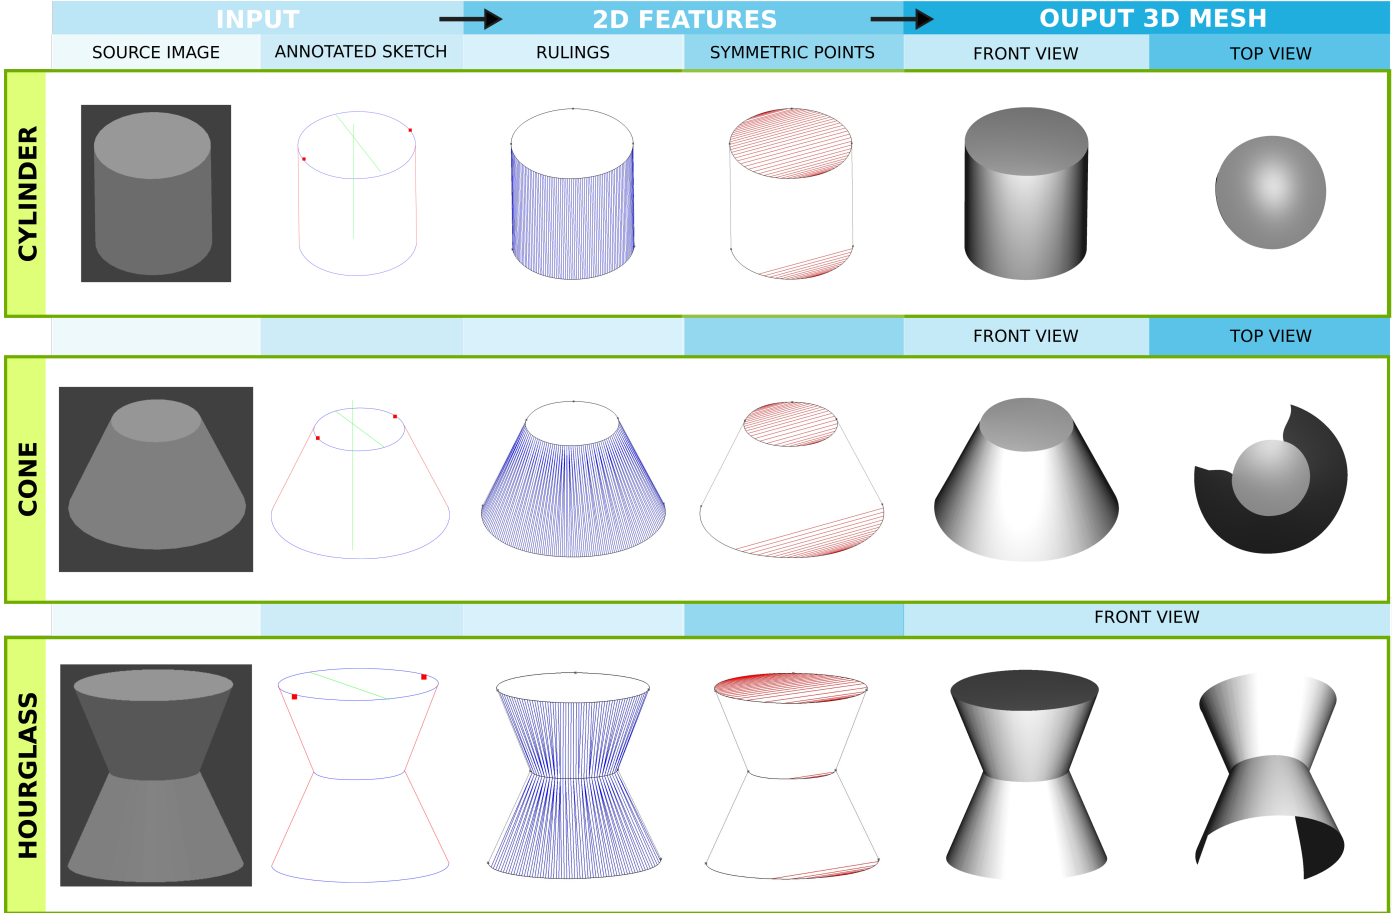 INPUT
2D FEATURES
OUPUT 3D MESH
SOURCE IMAGE
ANNOTATED SKETCH
RULINGS
SYMMETRIC POINTS
FRONT VIEW
TOP VIEW
CYLINDER
FRONT VIEW
TOP VIEW
CONE
FRONT VIEW
HOURGLASS